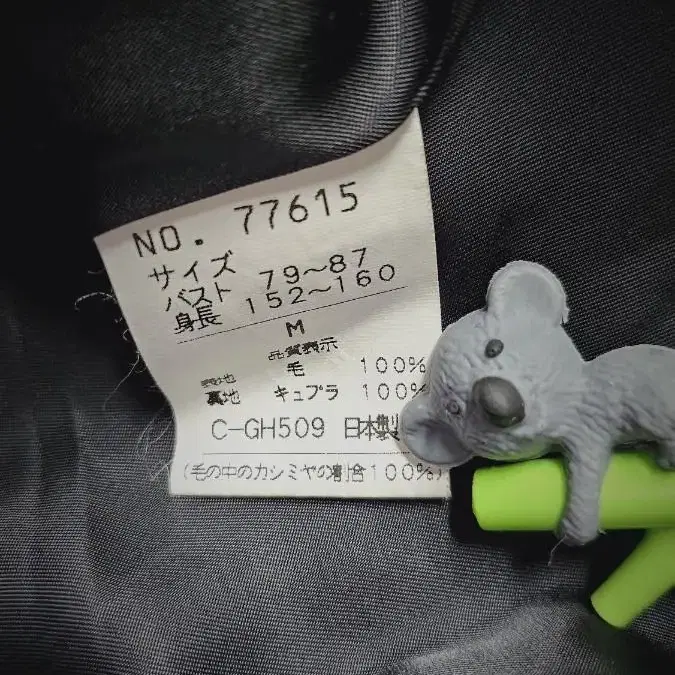 NO. 77615
サイズ
バスト 79~87
身長 152~160
M
品質表示
表地 毛 100%
裏地 キュプラ 100%
C-GH509 日本製
(毛の中のカシミヤの割合100%)